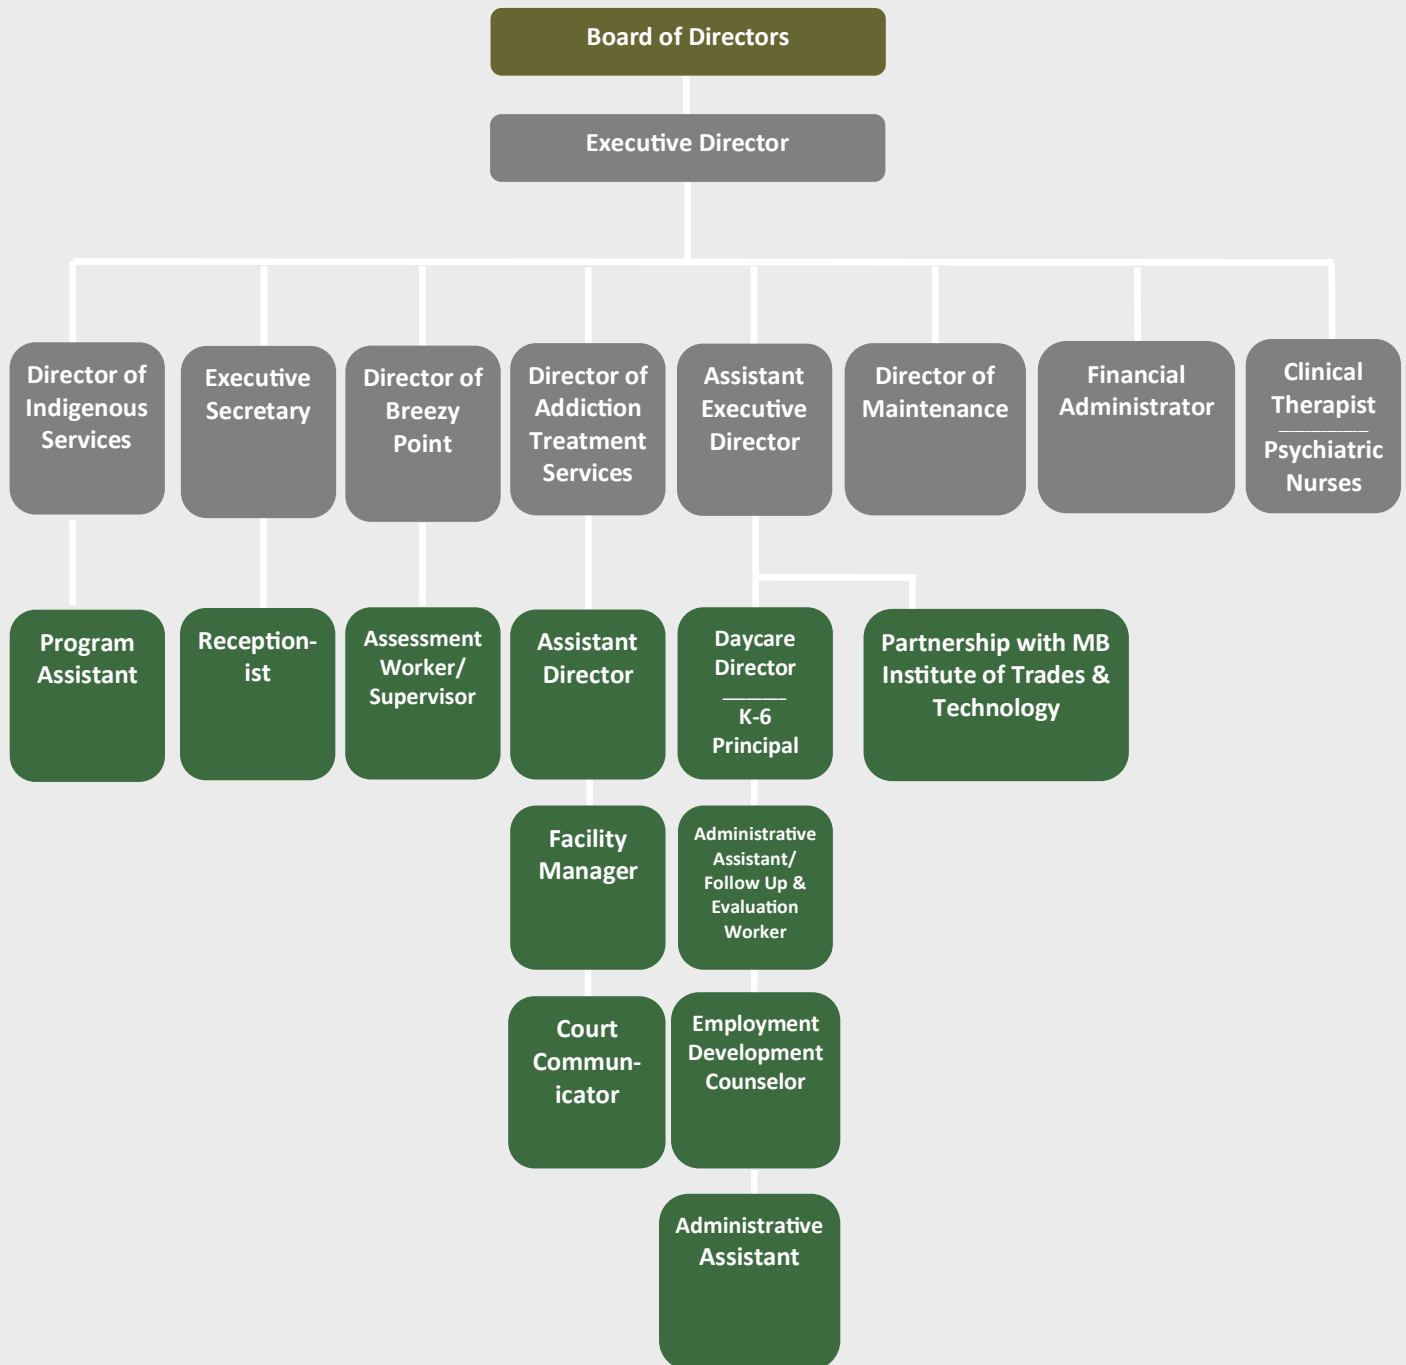 Board of Directors
Executive Director
Director of
Indigenous
Services
Executive
Secretary
Director of
Breezy
Point
Director of
Addiction
Treatment
Services
Assistant
Executive
Director
Director of
Maintenance
Financial
Administrator
Clinical
Therapist
Psychiatric
Nurses
Program
Assistant
Reception-
ist
Assessment
Worker/
Supervisor
Assistant
Director
Daycare
Director
K-6
Principal
Partnership with MB
Institute of Trades &
Technology
Facility
Manager
Administrative
Assistant/
Follow Up &
Evaluation
Worker
Court
Commun-
icator
Employment
Development
Counselor
Administrative
Assistant